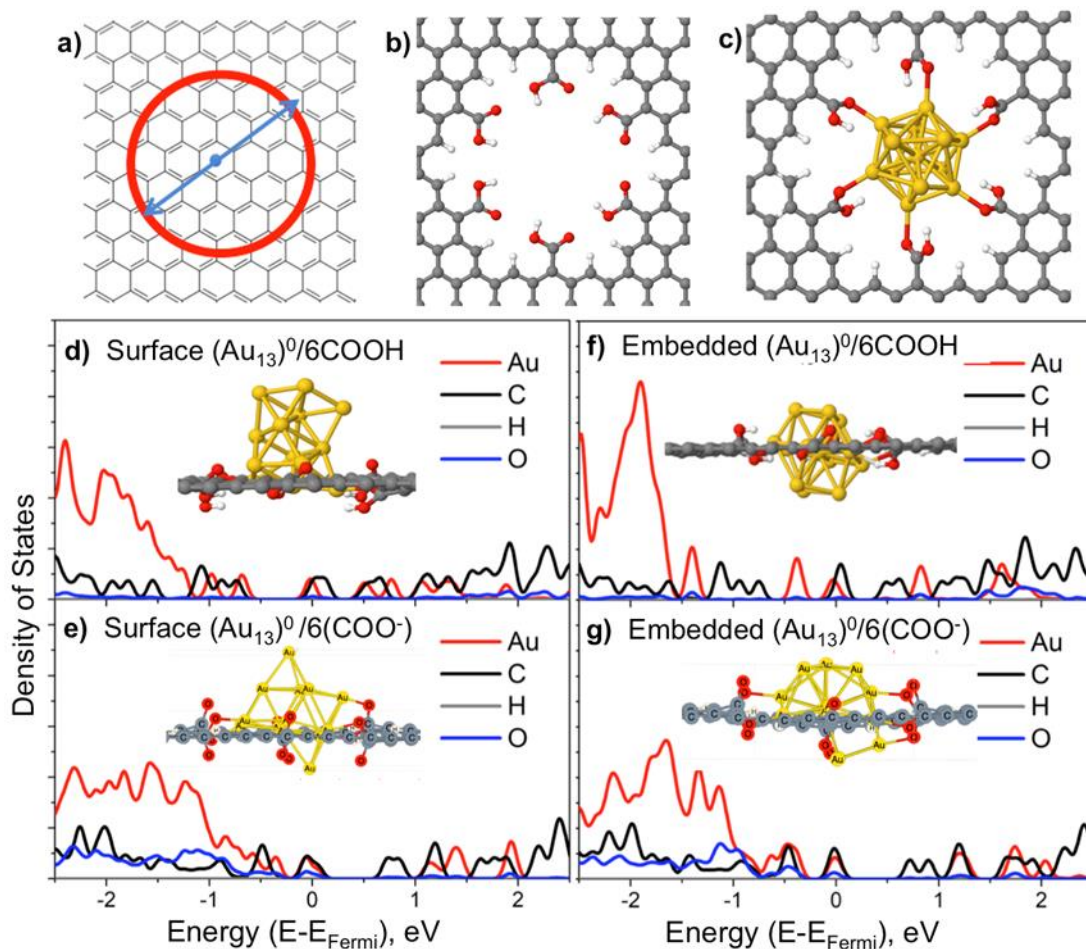 a)
b)
c)
d) Surface (Au₁₃)⁰/6COOH
Au
C
H
O
f) Embedded (Au₁₃)⁰/6COOH
Au
C
H
O
e) Surface (Au₁₃)⁰/6(COO⁻)
Au
C
H
O
g) Embedded (Au₁₃)⁰/6(COO⁻)
Au
C
H
O
Density of States
-2 -1 0 1 2
-2 -1 0 1 2
Energy (E-E_Fermi), eV
Energy (E-E_Fermi), eV